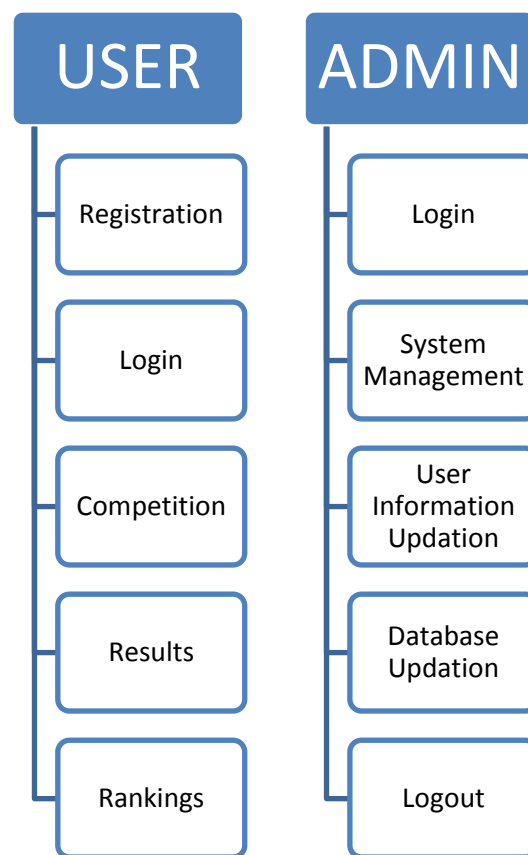 USER
Registration
Login
Competition
Results
Rankings
ADMIN
Login
System
Management
User
Information
Updation
Database
Updation
Logout